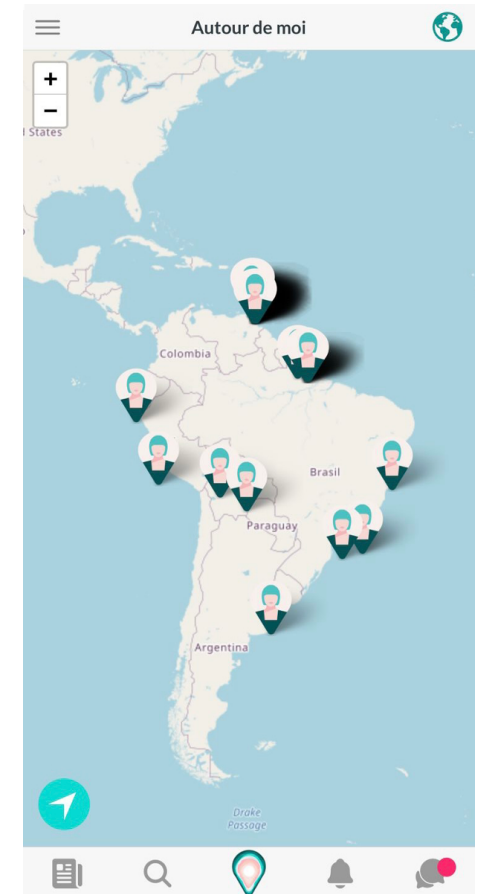 Autour de moi
+
−
States
Colombia
Brasil
Paraguay
Argentina
Drake
Passage